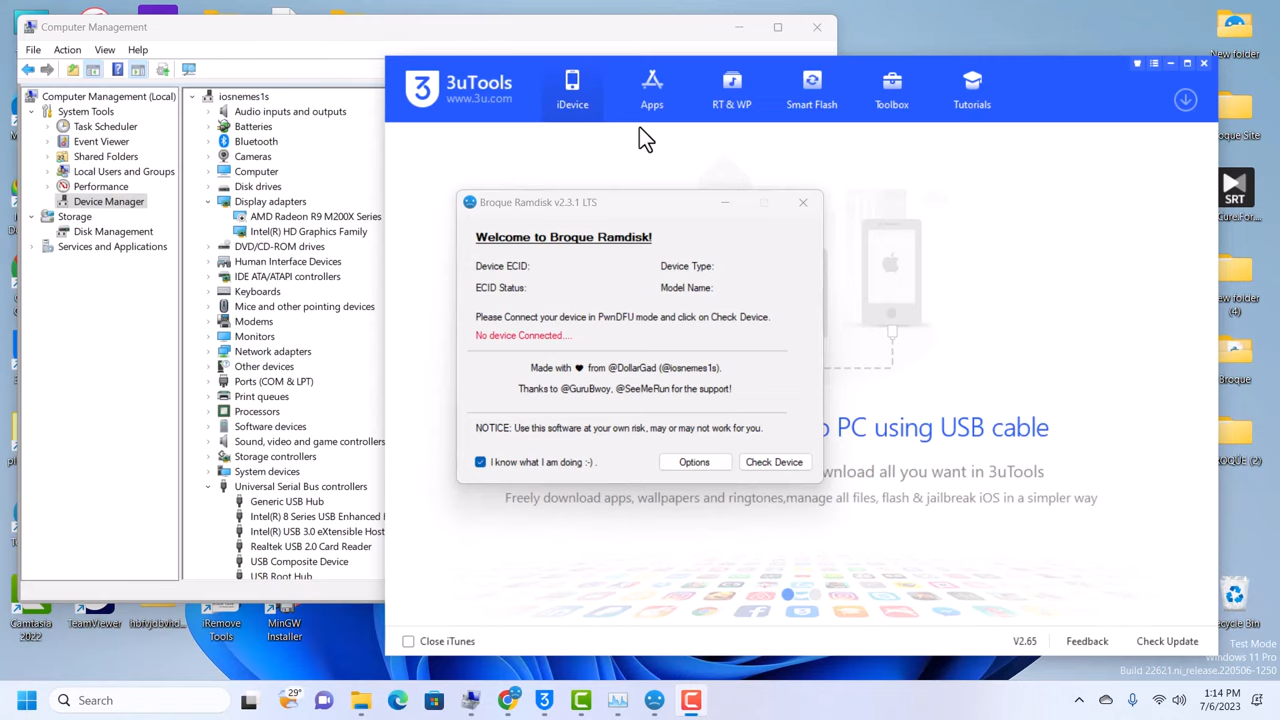 Computer Management
File Action View Help
Computer Management (Local)
System Tools
Task Scheduler
Event Viewer
Shared Folders
Local Users and Groups
Performance
Device Manager
Storage
Disk Management
Services and Applications
iosnemes1s
Audio inputs and outputs
Batteries
Bluetooth
Cameras
Computer
Disk drives
Display adapters
AMD Radeon R9 M200X Series
Intel(R) HD Graphics Family
DVD/CD-ROM drives
Human Interface Devices
IDE ATA/ATAPI controllers
Keyboards
Mice and other pointing devices
Modems
Monitors
Network adapters
Other devices
Ports (COM & LPT)
Print queues
Processors
Software devices
Sound, video and game controllers
Storage controllers
System devices
Universal Serial Bus controllers
Generic USB Hub
Intel(R) 8 Series USB Enhanced
Intel(R) USB 3.0 eXtensible Host
Realtek USB 2.0 Card Reader
USB Composite Device
USB Root Hub
3 3uTools
www.3u.com
iDevice
Apps
RT & WP
Smart Flash
Toolbox
Tutorials
Broque Ramdisk v2.3.1 LTS
Welcome to Broque Ramdisk!
Device ECID: Device Type:
ECID Status: Model Name:
Please Connect your device in PwnDFU mode and click on Check Device.
No device Connected....
Made with ♥ from @DollarGad (@iosnemes1s).
Thanks to @GuruBwoy, @SeeMeRun for the support!
NOTICE: Use this software at your own risk, may or may not work for you.
I know what I am doing :-) .
Options
Check Device
PC using USB cable
wnload all you want in 3uTools
Freely download apps, wallpapers and ringtones,manage all files, flash & jailbreak iOS in a simpler way
Close iTunes
V2.65
Feedback
Check Update
New folder
Broque Site
SRT
New folder
(4)
Broque
ROQUE (2)
ecycle Bin
Camtasia
2022
TeamViewer
iRemove
Tools
MinGW
Installer
Test Mode
Windows 11 Pro
Build 22621.ni_release.220506-1250
Search
29°
1:14 PM
7/6/2023